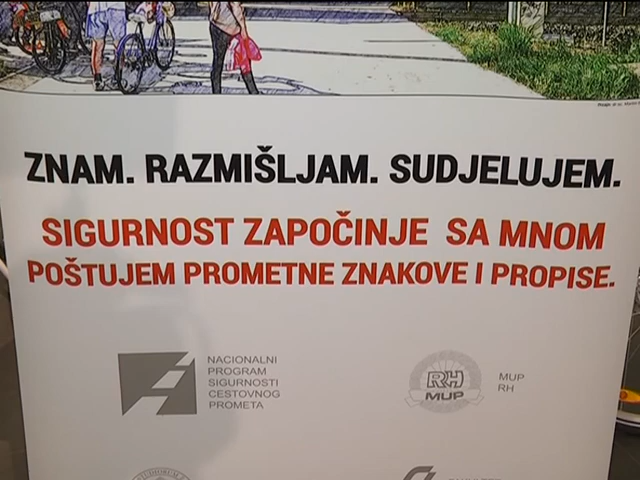 ZNAM. RAZMIŠLJAM. SUDJELUJEM.
SIGURNOST ZAPOČINJE SA MNOM
POŠTUJEM PROMETNE ZNAKOVE I PROPISE.
NACIONALNI
PROGRAM
SIGURNOSTI
CESTOVNOG
PROMETA
RH
MUP
MUP
RH